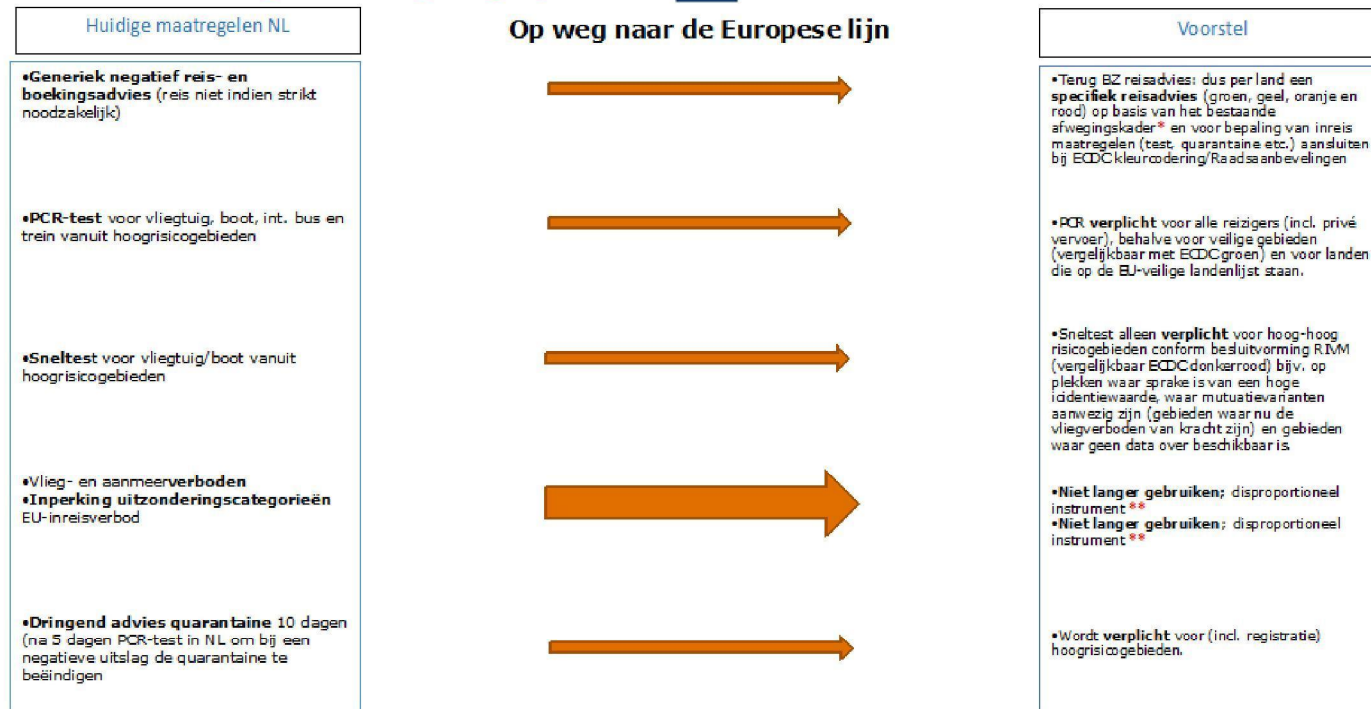 Huidige maatregelen NL
Op weg naar de Europese lijn
Voorstel
•Generiek negatief reis- en
boekingsadvies (reis niet indien strikt
noodzakelijk)
•PCR-test voor vliegtuig, boot, int. bus en
trein vanuit hoogrisicogebieden
•Sneltest voor vliegtuig/boot vanuit
hoogrisicogebieden
•Vlieg- en aanmeerverboden
•Inperking uitzonderingscategorieën
EU-inreisverbod
•Dringend advies quarantaine 10 dagen
(na 5 dagen PCR-test in NL om bij een
negatieve uitslag de quarantaine te
beëindigen
•Terug BZ reisadvies: dus per land een
specifiek reisadvies (groen, geel, oranje en
rood) op basis van het bestaande
afwegingskader* en voor bepaling van inreis
maatregelen (test, quarantaine etc.) aansluiten
bij ECDC kleurcodering/Raadsaanbevelingen
•PCR verplicht voor alle reizigers (incl. privé
vervoer), behalve voor veilige gebieden
(vergelijkbaar met ECDC groen) en voor landen
die op de EU-veilige landenlijst staan.
•Sneltest alleen verplicht voor hoog-hoog
risicogebieden conform besluitvorming RIVM
(vergelijkbaar ECDC donkerrood) bijv. op
plekken waar sprake is van een hoge
icidentiewaarde, waar mutuatievarianten
aanwezig zijn (gebieden waar nu de
vliegverboden van kracht zijn) en gebieden
waar geen data over beschikbaar is.
•Niet langer gebruiken; disproportioneel
instrument **
•Niet langer gebruiken; disproportioneel
instrument **
•Wordt verplicht voor (incl. registratie)
hoogrisicogebieden.